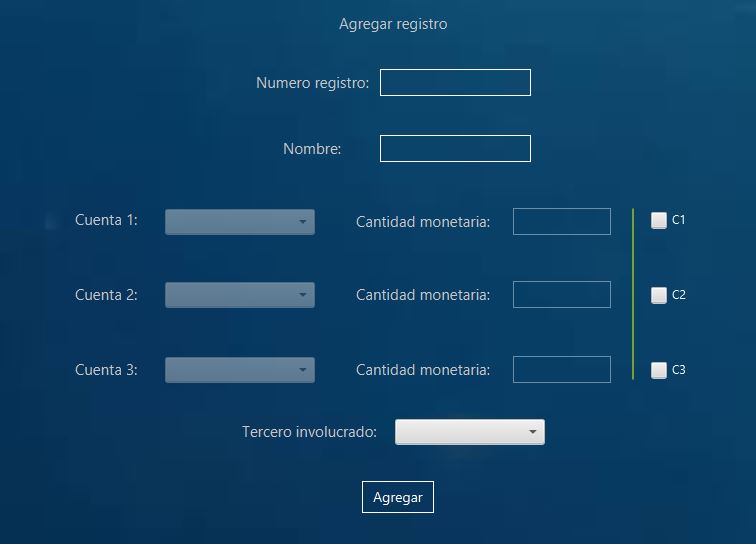 Agregar registro
Numero registro:
Nombre:
Cuenta 1: Cantidad monetaria: C1
Cuenta 2: Cantidad monetaria: C2
Cuenta 3: Cantidad monetaria: C3
Tercero involucrado:
Agregar